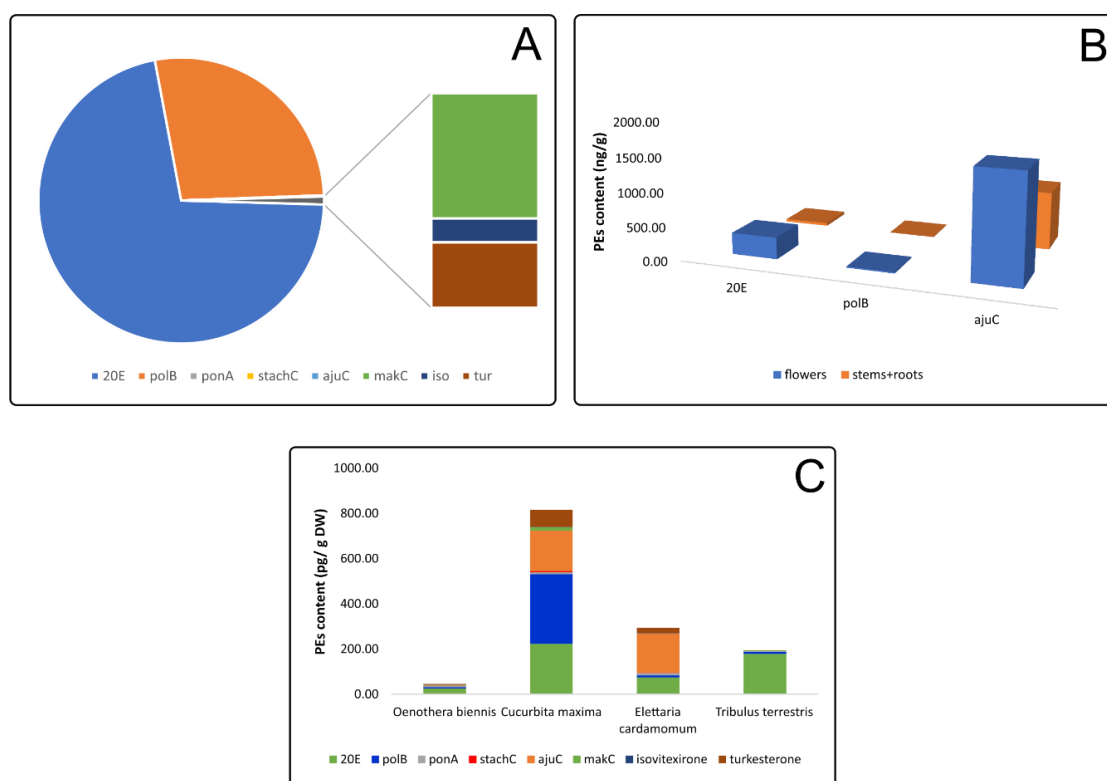 A
20E polB ponA stachC ajuC makC iso tur
B
PEs content (ng/g)
2000.00
1500.00
1000.00
500.00
0.00
20E
polB
ajuC
flowers stems+roots
C
PEs content (pg/ g DW)
1000.00
800.00
600.00
400.00
200.00
0.00
Oenothera biennis Cucurbita maxima Elettaria cardamomum Tribulus terrestris
20E polB ponA stachC ajuC makC isovitexirone turkesterone